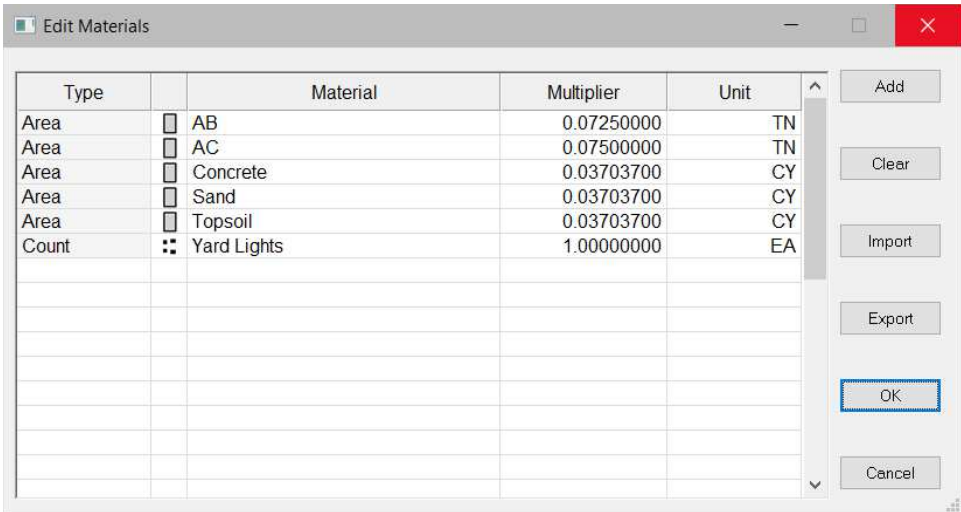 Edit Materials
Type Material Multiplier Unit
Area AB 0.07250000 TN
Area AC 0.07500000 TN
Area Concrete 0.03703700 CY
Area Sand 0.03703700 CY
Area Topsoil 0.03703700 CY
Count Yard Lights 1.00000000 EA
Add
Clear
Import
Export
OK
Cancel